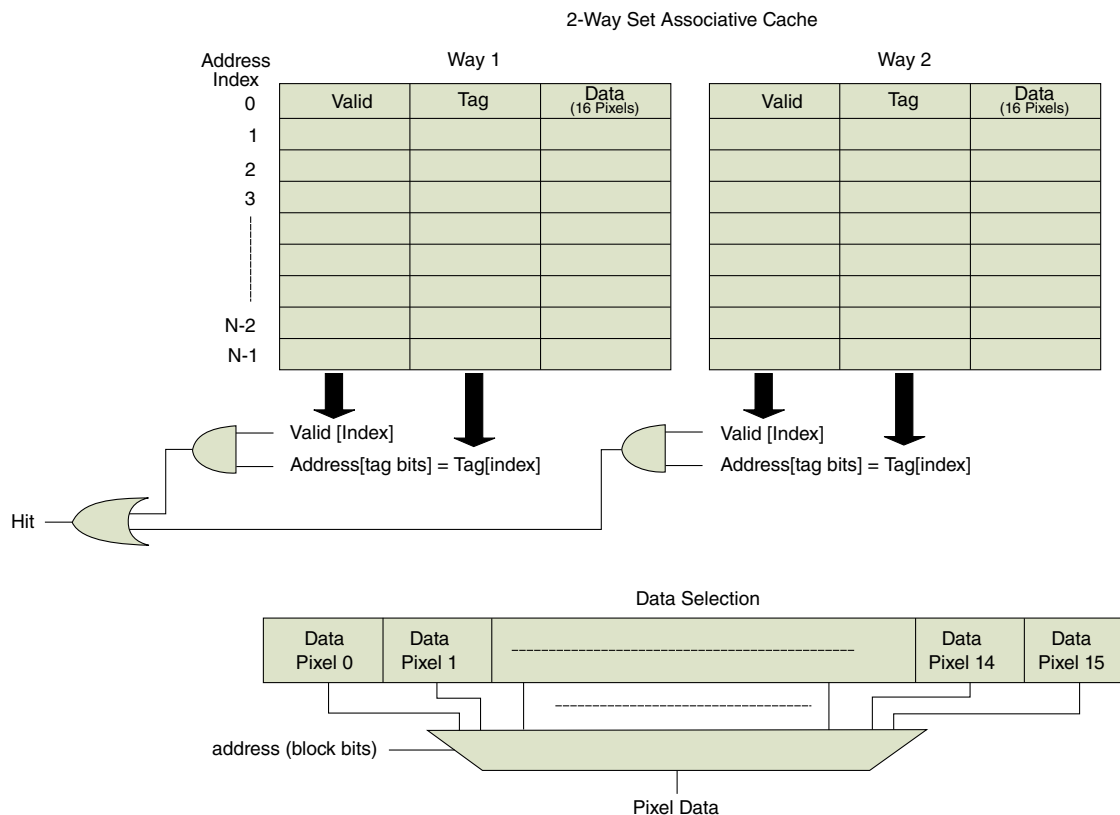 2-Way Set Associative Cache
Address
Index
Way 1
Way 2
0
Valid
Tag
Data
(16 Pixels)
Valid
Tag
Data
(16 Pixels)
1
2
3
N-2
N-1
Valid [Index]
Address[tag bits] = Tag[index]
Valid [Index]
Address[tag bits] = Tag[index]
Hit
Data Selection
Data
Pixel 0
Data
Pixel 1
Data
Pixel 14
Data
Pixel 15
address (block bits)
Pixel Data